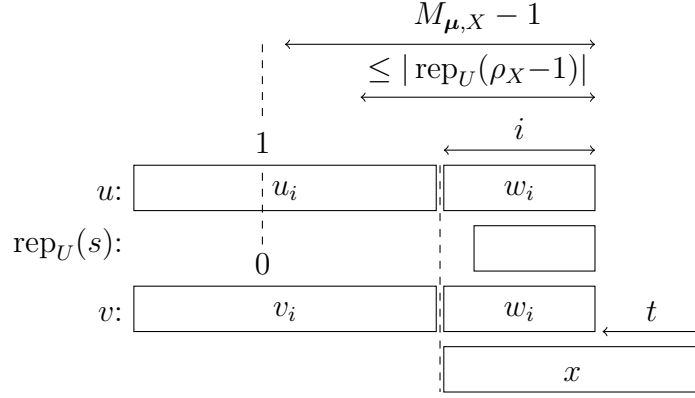 M_{μ,X} − 1
≤ | rep_U(ρ_X−1)|
1 i
u: u_i w_i
rep_U(s):
0
v: v_i w_i t
x